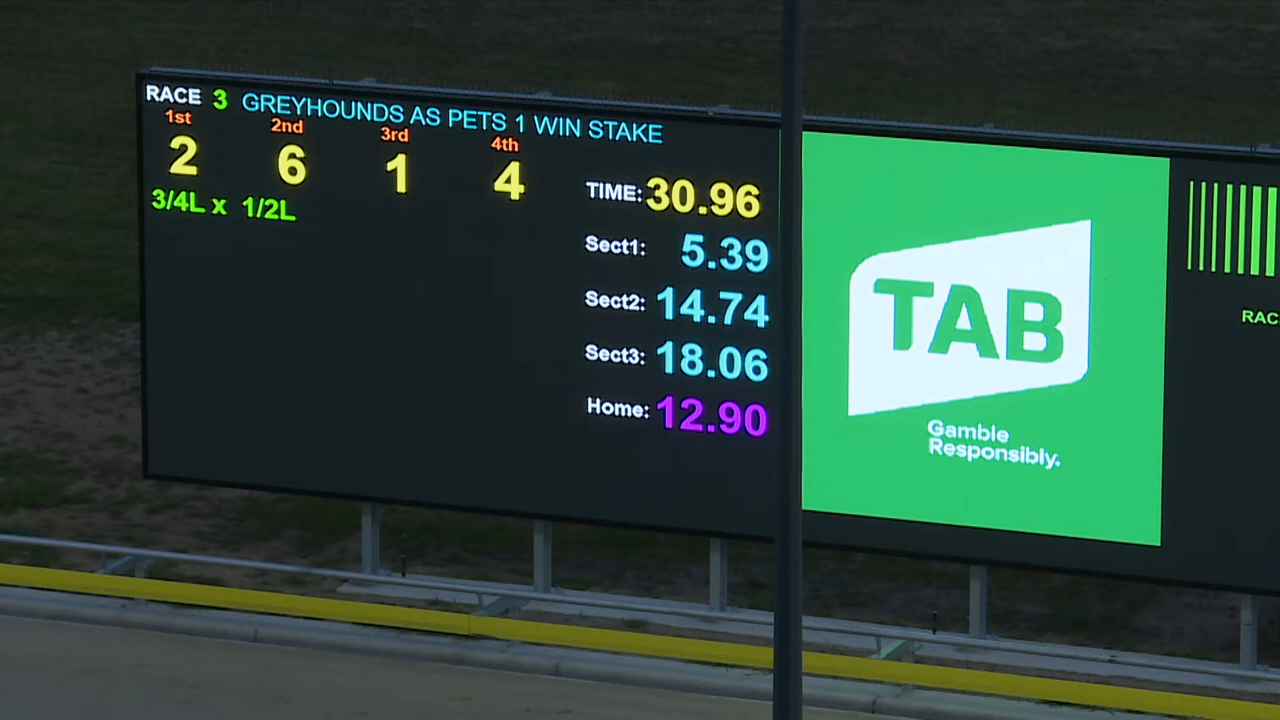 RACE 3 GREYHOUNDS AS PETS 1 WIN STAKE
1st 2nd 3rd 4th
2 6 1 4
3/4L x 1/2L
TIME: 30.96
Sect1: 5.39
Sect2: 14.74
Sect3: 18.06
Home: 12.90
TAB
Gamble
Responsibly.